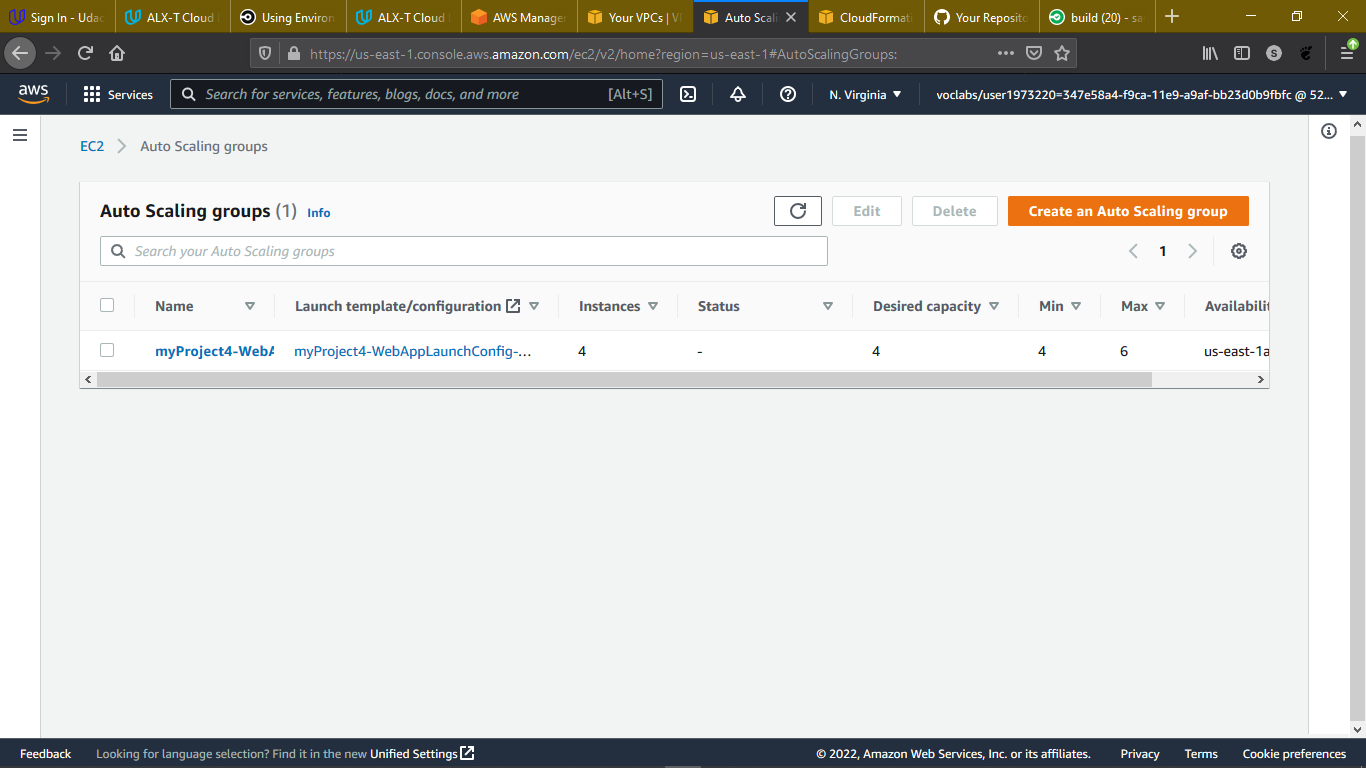 Sign In - Udac ALX-T Cloud Using Environ ALX-T Cloud AWS Manager Your VPCs | VP Auto Scali CloudFormati Your Reposito build (20) - sa
https://us-east-1.console.aws.amazon.com/ec2/v2/home?region=us-east-1#AutoScalingGroups:
aws Services Search for services, features, blogs, docs, and more [Alt+S] N. Virginia voclabs/user1973220=347e58a4-f9ca-11e9-a9af-bb23d0b9fbfc @ 52...
EC2 Auto Scaling groups
Auto Scaling groups (1) Info Edit Delete Create an Auto Scaling group
Search your Auto Scaling groups 1
Name Launch template/configuration Instances Status Desired capacity Min Max Availabili
myProject4-WebA myProject4-WebAppLaunchConfig-... 4 - 4 4 6 us-east-1a
Feedback Looking for language selection? Find it in the new Unified Settings © 2022, Amazon Web Services, Inc. or its affiliates. Privacy Terms Cookie preferences